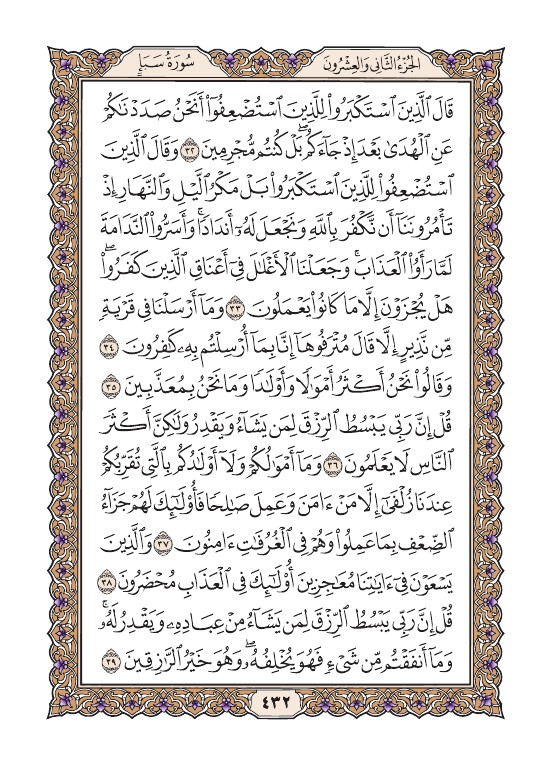 الجُزْءُ الثَّانِي وَالعِشْرُونَ
سُورَةُ سَبَإٍ
قَالَ ٱلَّذِينَ ٱسْتَكْبَرُوا۟ لِلَّذِينَ ٱسْتُضْعِفُوٓا۟ أَنَحْنُ صَدَدْنَٰكُمْ
عَنِ ٱلْهُدَىٰ بَعْدَ إِذْ جَآءَكُم ۖ بَلْ كُنتُم مُّجْرِمِينَ ٣٢ وَقَالَ ٱلَّذِينَ
ٱسْتُضْعِفُوا۟ لِلَّذِينَ ٱسْتَكْبَرُوا۟ بَلْ مَكْرُ ٱلَّيْلِ وَٱلنَّهَارِ إِذْ
تَأْمُرُونَنَآ أَن نَّكْفُرَ بِٱللَّهِ وَنَجْعَلَ لَهُۥٓ أَندَادًا ۚ وَأَسَرُّوا۟ ٱلنَّدَامَةَ
لَمَّا رَأَوُا۟ ٱلْعَذَابَ ۚ وَجَعَلْنَا ٱلْأَغْلَٰلَ فِىٓ أَعْنَاقِ ٱلَّذِينَ كَفَرُوا۟ ۖ
هَلْ يُجْزَوْنَ إِلَّا مَا كَانُوا۟ يَعْمَلُونَ ٣٣ وَمَآ أَرْسَلْنَا فِى قَرْيَةٍ
مِّن نَّذِيرٍ إِلَّا قَالَ مُتْرَفُوهَآ إِنَّا بِمَآ أُرْسِلْتُم بِهِۦ كَٰفِرُونَ ٣٤
وَقَالُوا۟ نَحْنُ أَكْثَرُ أَمْوَٰلًا وَأَوْلَٰدًا وَمَا نَحْنُ بِمُعَذَّبِينَ ٣٥
قُلْ إِنَّ رَبِّى يَبْسُطُ ٱلرِّزْقَ لِمَن يَشَآءُ وَيَقْدِرُ وَلَٰكِنَّ أَكْثَرَ
ٱلنَّاسِ لَا يَعْلَمُونَ ٣٦ وَمَآ أَمْوَٰلُكُمْ وَلَآ أَوْلَٰدُكُم بِٱلَّتِى تُقَرِّبُكُمْ
عِندَنَا زُلْفَىٰٓ إِلَّا مَنْ ءَامَنَ وَعَمِلَ صَٰلِحًا فَأُو۟لَٰٓئِكَ لَهُمْ جَزَآءُ
ٱلضِّعْفِ بِمَا عَمِلُوا۟ وَهُمْ فِى ٱلْغُرُفَٰتِ ءَامِنُونَ ٣٧ وَٱلَّذِينَ
يَسْعَوْنَ فِىٓ ءَايَٰتِنَا مُعَٰجِزِينَ أُو۟لَٰٓئِكَ فِى ٱلْعَذَابِ مُحْضَرُونَ ٣٨
قُلْ إِنَّ رَبِّى يَبْسُطُ ٱلرِّزْقَ لِمَن يَشَآءُ مِنْ عِبَادِهِۦ وَيَقْدِرُ لَهُۥ ۚ
وَمَآ أَنفَقْتُم مِّن شَىْءٍ فَهُوَ يُخْلِفُهُۥ ۖ وَهُوَ خَيْرُ ٱلرَّٰزِقِينَ ٣٩
٤٣٢